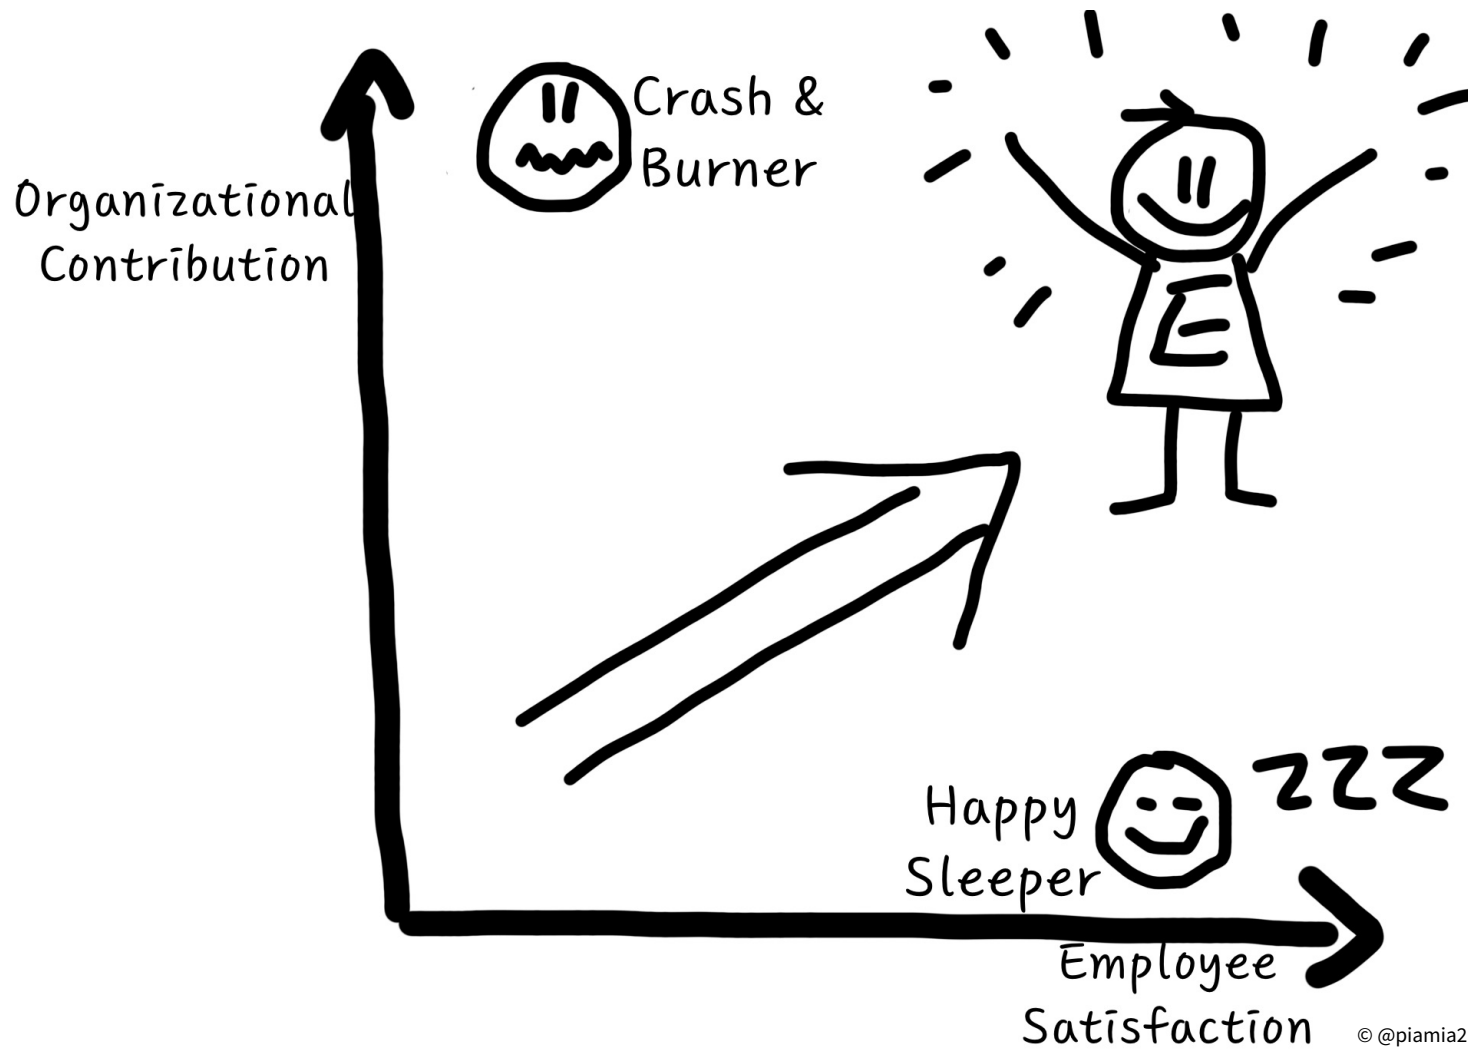 Crash &
Burner
Organizational
Contribution
E
Happy
Sleeper
zzz
Employee
Satisfaction
© @piamia2